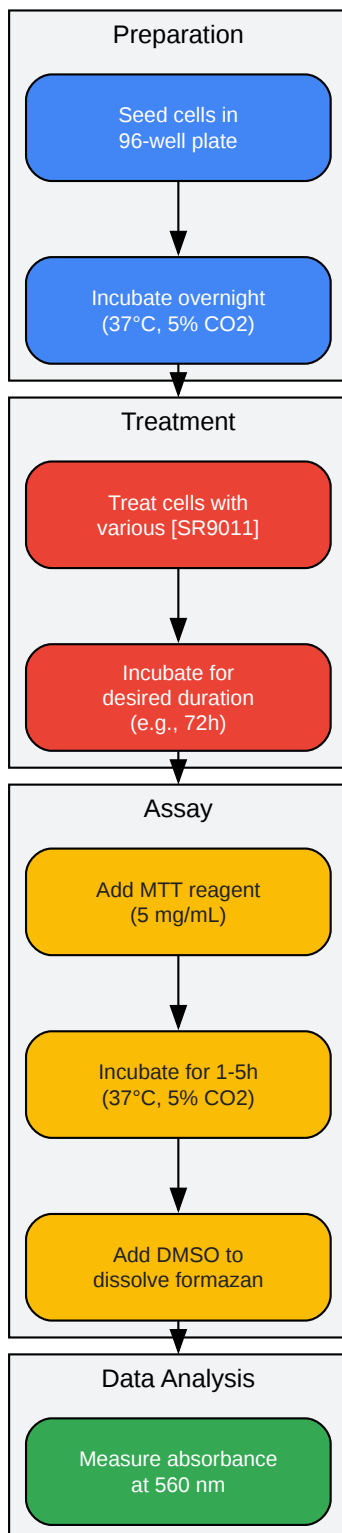 Preparation
Seed cells in
96-well plate
Incubate overnight
(37°C, 5% CO2)
Treatment
Treat cells with
various [SR9011]
Incubate for
desired duration
(e.g., 72h)
Assay
Add MTT reagent
(5 mg/mL)
Incubate for 1-5h
(37°C, 5% CO2)
Add DMSO to
dissolve formazan
Data Analysis
Measure absorbance
at 560 nm